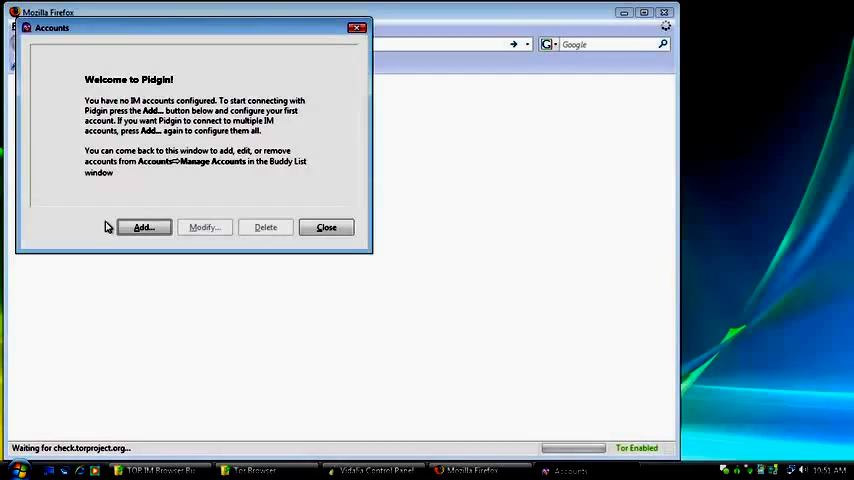 Mozilla Firefox
Accounts
Google
Welcome to Pidgin!
You have no IM accounts configured. To start connecting with
Pidgin press the Add... button below and configure your first
account. If you want Pidgin to connect to multiple IM
accounts, press Add... again to configure them all.
You can come back to this window to add, edit, or remove
accounts from Accounts⇨Manage Accounts in the Buddy List
window
Add... Modify... Delete Close
Waiting for check.torproject.org... Tor Enabled
TOR IM Browser Bu... Tor Browser Vidalia Control Panel Mozilla Firefox Accounts 10:51 AM